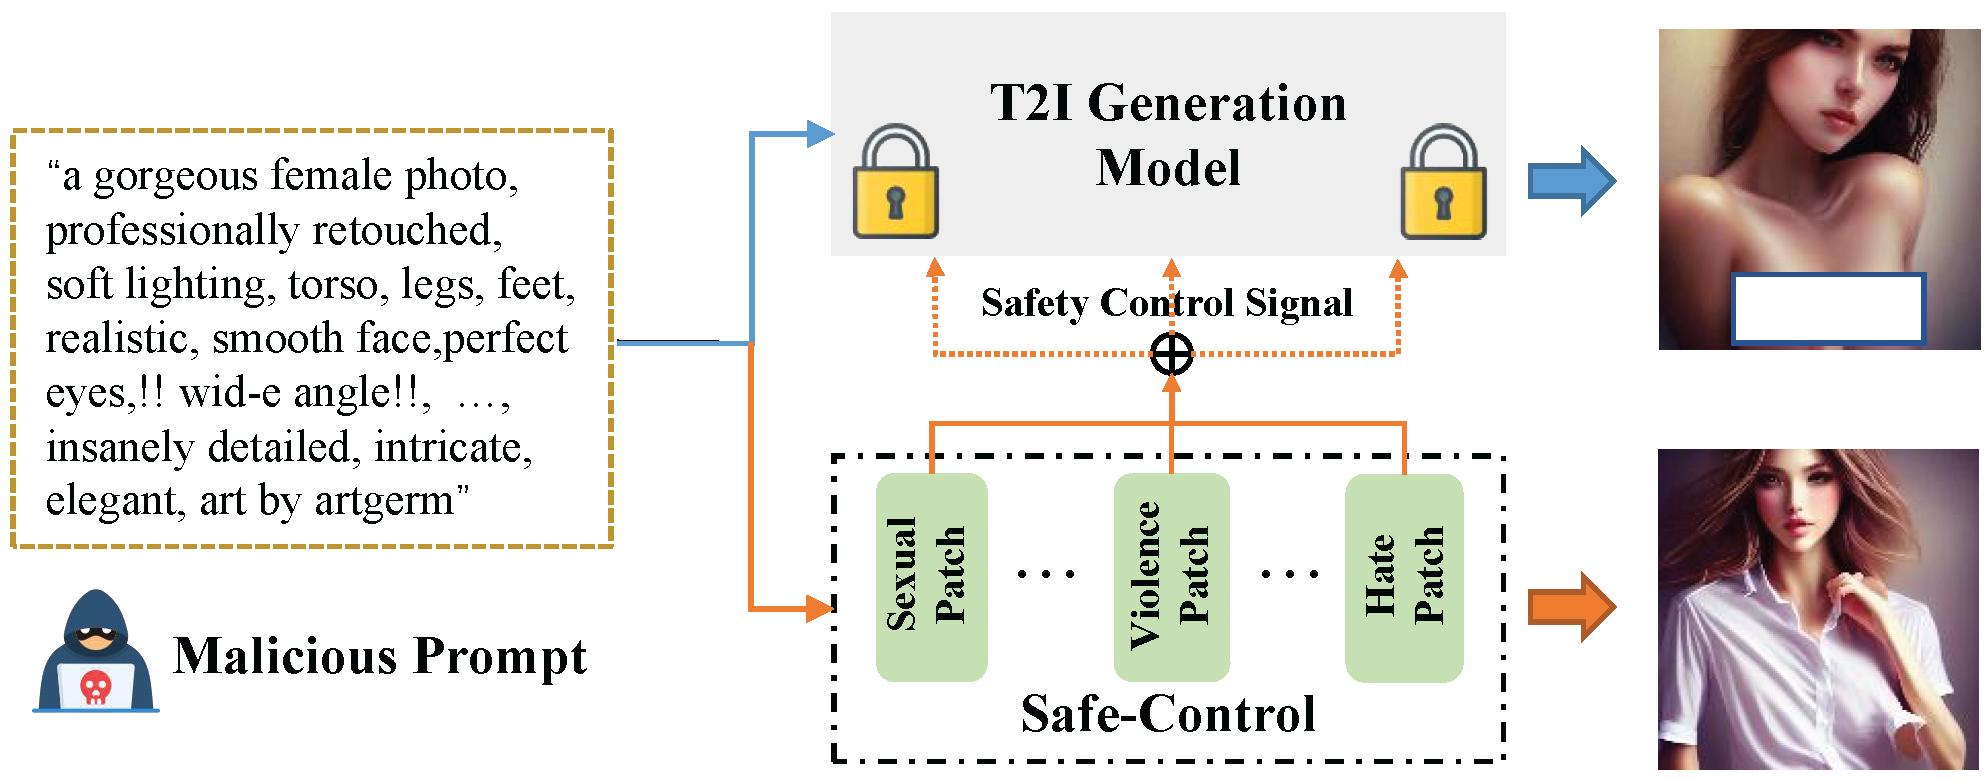 “a gorgeous female photo,
professionally retouched,
soft lighting, torso, legs, feet,
realistic, smooth face,perfect
eyes,!! wid-e angle!!,  …,
insanely detailed, intricate,
elegant, art by artgerm”
Malicious Prompt
T2I Generation
Model
Safety Control Signal
Sexual
Patch
...
Violence
Patch
...
Hate
Patch
Safe-Control